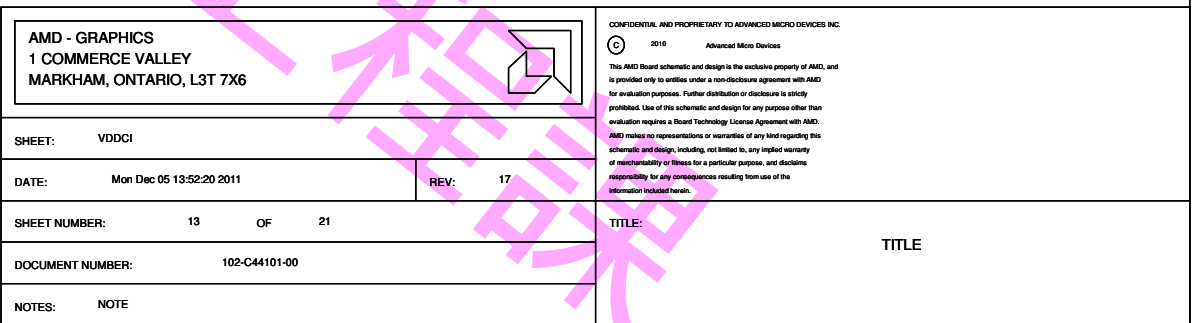 AMD - GRAPHICS
1 COMMERCE VALLEY
MARKHAM, ONTARIO, L3T 7X6
SHEET: VDDCI
DATE: Mon Dec 05 13:52:20 2011 REV: 17
SHEET NUMBER: 13 OF 21
DOCUMENT NUMBER: 102-C44101-00
NOTES: NOTE
CONFIDENTIAL AND PROPRIETARY TO ADVANCED MICRO DEVICES INC.
C 2010 Advanced Micro Devices
This AMD Board schematic and design is the exclusive property of AMD, and
is provided only to entities under a non-disclosure agreement with AMD
for evaluation purposes. Further distribution or disclosure is strictly
prohibited. Use of this schematic and design for any purpose other than
evaluation requires a Board Technology License Agreement with AMD.
AMD makes no representations or warranties of any kind regarding this
schematic and design, including, not limited to, any implied warranty
of merchantability or fitness for a particular purpose, and disclaims
responsibility for any consequences resulting from use of the
information included herein.
TITLE: TITLE
程課